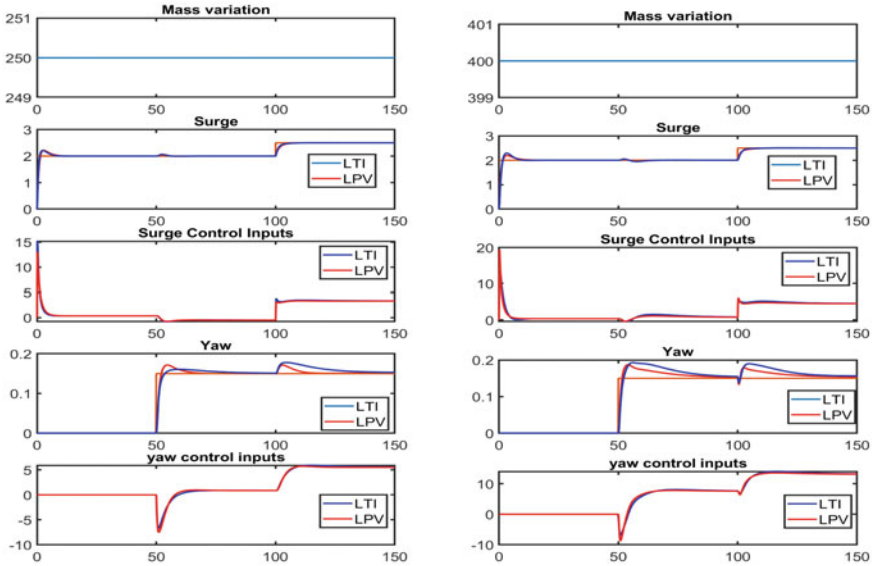 Mass variation
251
250
249
0
50
100
150
Surge
3
2
1
0
LTI
LPV
0
50
100
150
Surge Control Inputs
15
10
5
0
LTI
LPV
0
50
100
150
Yaw
0.2
0.1
0
LTI
LPV
0
50
100
150
yaw control inputs
5
0
-5
-10
LTI
LPV
0
50
100
150
Mass variation
401
400
399
0
50
100
150
Surge
3
2
1
0
LTI
LPV
0
50
100
150
Surge Control Inputs
20
10
0
LTI
LPV
0
50
100
150
Yaw
0.2
0.1
0
LTI
LPV
0
50
100
150
yaw control inputs
10
0
-10
LTI
LPV
0
50
100
150